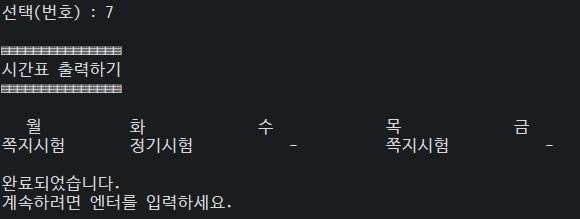 선택(번호) : 7
===============
시간표 출력하기
===============
월 화 수 목 금
쪽지시험 정기시험 - 쪽지시험 -
완료되었습니다.
계속하려면 엔터를 입력하세요.